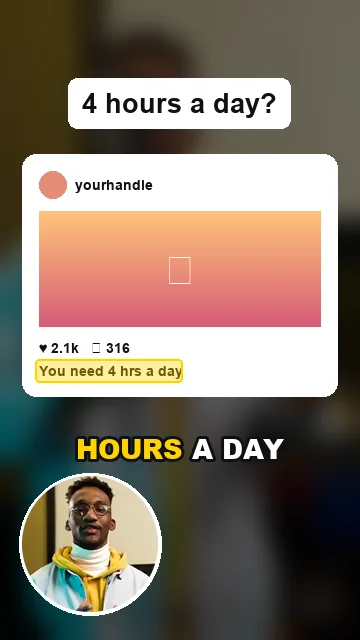 4 hours a day?
yourhandle
♥ 2.1k 316
You need 4 hrs a day
HOURS A DAY